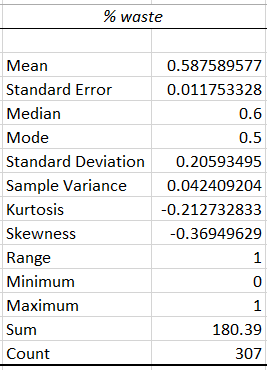 % waste
Mean 0.587589577
Standard Error 0.011753328
Median 0.6
Mode 0.5
Standard Deviation 0.20593495
Sample Variance 0.042409204
Kurtosis -0.212732833
Skewness -0.36949629
Range 1
Minimum 0
Maximum 1
Sum 180.39
Count 307